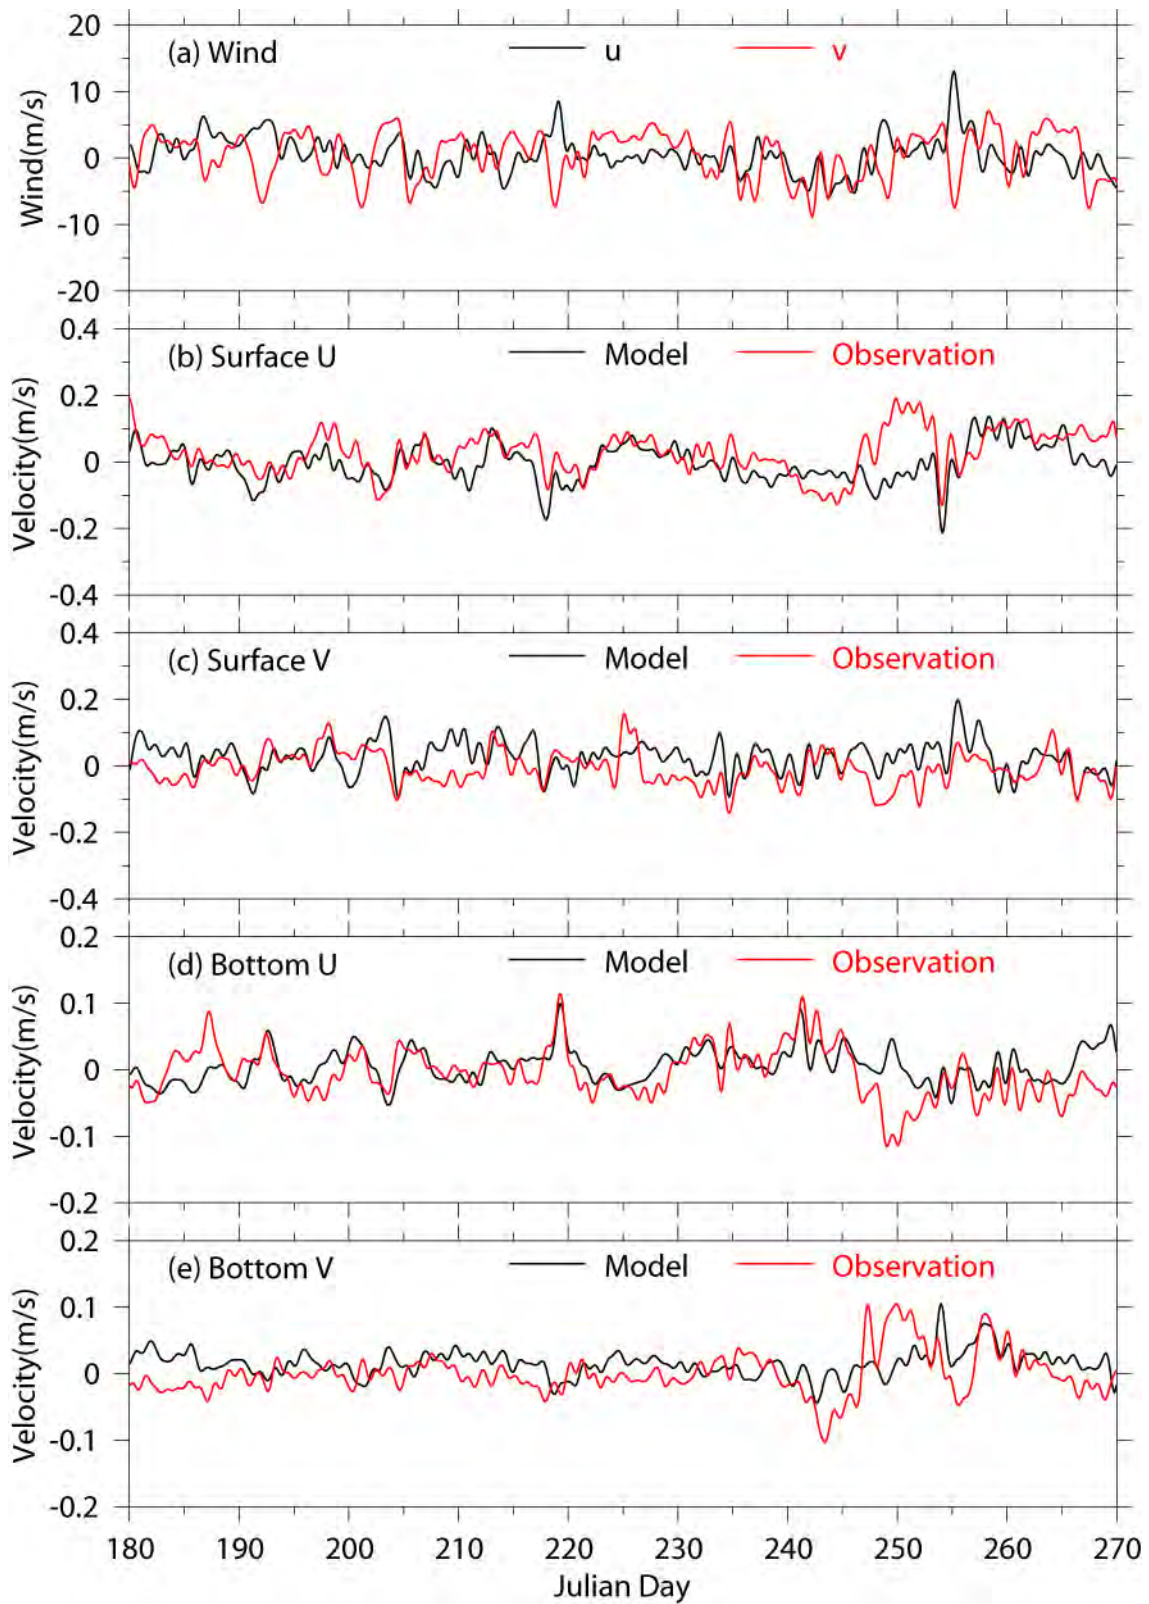 20
(a) Wind u v
10
0
-10
-20
Wind(m/s)
0.4
(b) Surface U Model Observation
0.2
0
-0.2
-0.4
Velocity(m/s)
0.4
(c) Surface V Model Observation
0.2
0
-0.2
-0.4
Velocity(m/s)
0.2
(d) Bottom U Model Observation
0.1
0
-0.1
-0.2
Velocity(m/s)
0.2
(e) Bottom V Model Observation
0.1
0
-0.1
-0.2
Velocity(m/s)
180 190 200 210 220 230 240 250 260 270
Julian Day